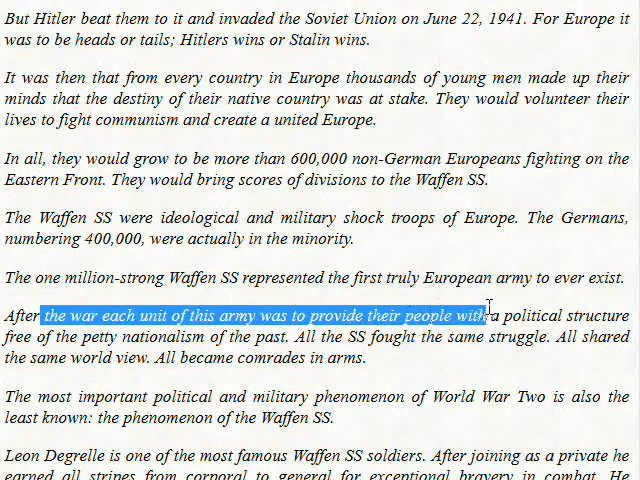 But Hitler beat them to it and invaded the Soviet Union on June 22, 1941. For Europe it
was to be heads or tails; Hitlers wins or Stalin wins.
It was then that from every country in Europe thousands of young men made up their
minds that the destiny of their native country was at stake. They would volunteer their
lives to fight communism and create a united Europe.
In all, they would grow to be more than 600,000 non-German Europeans fighting on the
Eastern Front. They would bring scores of divisions to the Waffen SS.
The Waffen SS were ideological and military shock troops of Europe. The Germans,
numbering 400,000, were actually in the minority.
The one million-strong Waffen SS represented the first truly European army to ever exist.
After the war each unit of this army was to provide their people with a political structure
free of the petty nationalism of the past. All the SS fought the same struggle. All shared
the same world view. All became comrades in arms.
The most important political and military phenomenon of World War Two is also the
least known: the phenomenon of the Waffen SS.
Leon Degrelle is one of the most famous Waffen SS soldiers. After joining as a private he
earned all stripes from corporal to general for exceptional bravery in combat. He